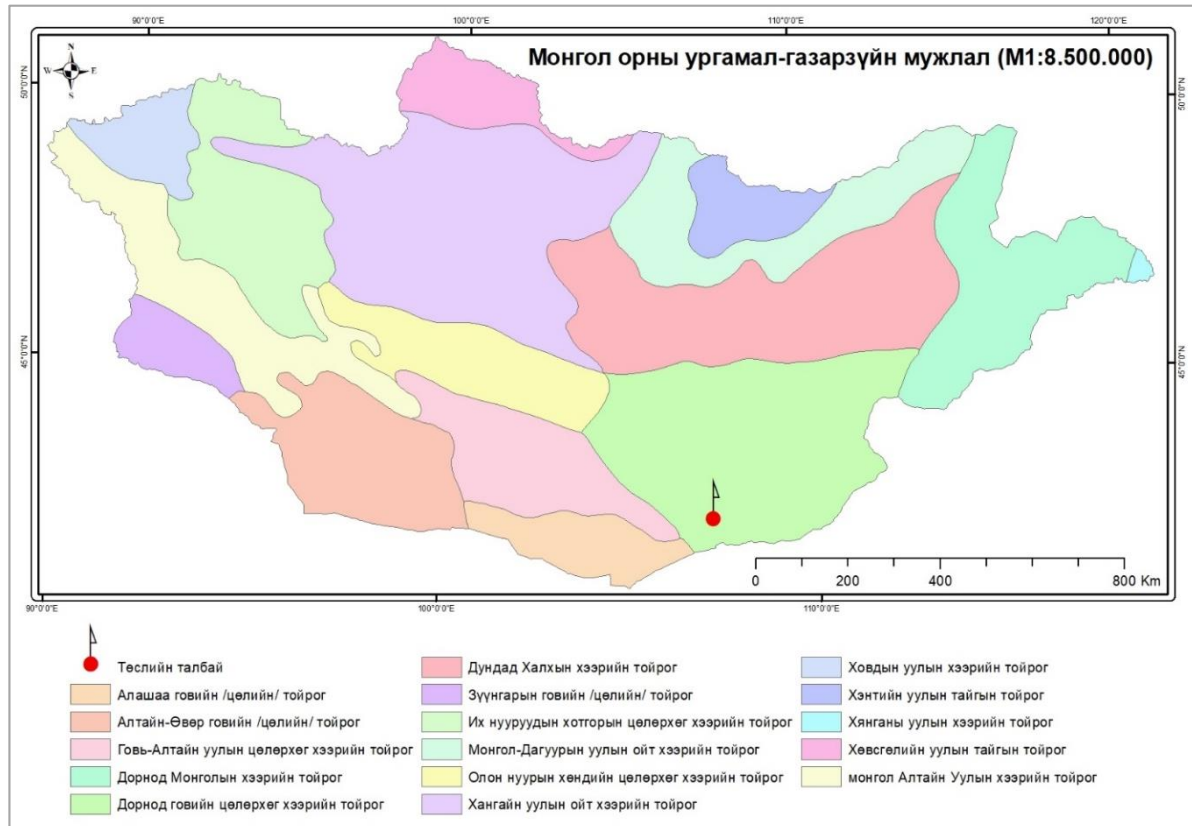 90°0'0"E 100°0'0"E 110°0'0"E 120°0'0"E
Монгол орны ургамал-газарзүйн мужлал (М1:8.500.000)
N
W E
S
50°0'0"N 50°0'0"N
45°0'0"N 45°0'0"N
0 200 400 800 Km
90°0'0"E 100°0'0"E 110°0'0"E
Төслийн талбай
Алашаа говийн /цөлийн/ тойрог
Алтайн-Өвөр говийн /цөлийн/ тойрог
Говь-Алтайн уулын цөлөрхөг хээрийн тойрог
Дорнод Монголын хээрийн тойрог
Дорнод говийн цөлөрхөг хээрийн тойрог
Дундад Халхын хээрийн тойрог
Зүүнгарын говийн /цөлийн/ тойрог
Их нууруудын хотгорын цөлөрхөг хээрийн тойрог
Монгол-Дагуурын уулын ойт хээрийн тойрог
Олон нуурын хөндийн цөлөрхөг хээрийн тойрог
Хангайн уулын ойт хээрийн тойрог
Ховдын уулын хээрийн тойрог
Хэнтийн уулын тайгын тойрог
Хянганы уулын хээрийн тойрог
Хөвсгөлийн уулын тайгын тойрог
монгол Алтайн Уулын хээрийн тойрог